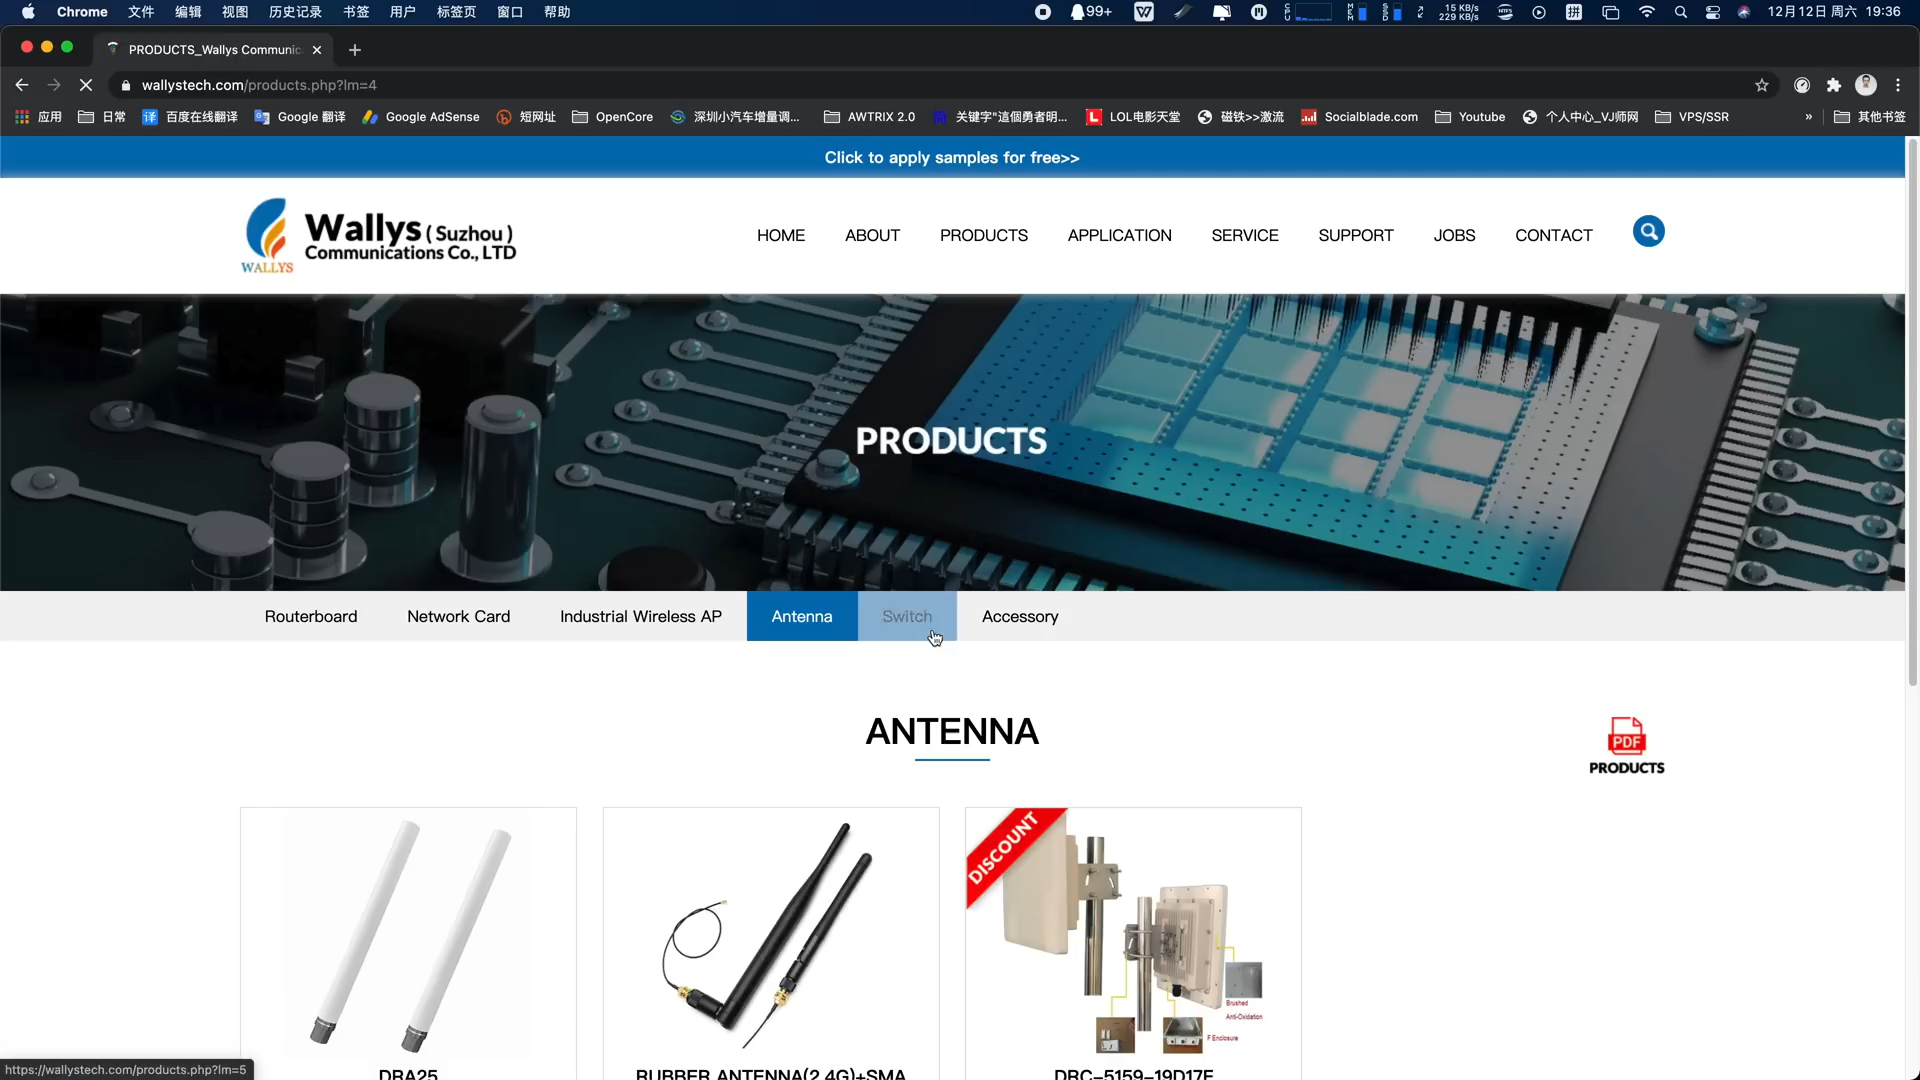 Chrome 文件 编辑 视图 历史记录 书签 用户 标签页 窗口 帮助 99+ 15 KB/s 229 KB/s 12月12日 周六 19:36
PRODUCTS_Wallys Communic
wallystech.com/products.php?lm=4
应用 日常 百度在线翻译 Google 翻译 Google AdSense 短网址 OpenCore 深圳小汽车增量调... AWTRIX 2.0 关键字"這個勇者明... LOL电影天堂 磁铁>>激流 Socialblade.com Youtube 个人中心_VJ师网 VPS/SSR » 其他书签
Click to apply samples for free>>
WALLYS
Wallys (Suzhou)
Communications Co., LTD
HOME ABOUT PRODUCTS APPLICATION SERVICE SUPPORT JOBS CONTACT
PRODUCTS
Routerboard Network Card Industrial Wireless AP Antenna Switch Accessory
ANTENNA
PDF
PRODUCTS
DISCOUNT
Brushed
Anti-Oxidation
F Enclosure
DRA25 RUBBER ANTENNA(2.4G)+SMA DRC-5159-19D17F
https://wallystech.com/products.php?lm=5